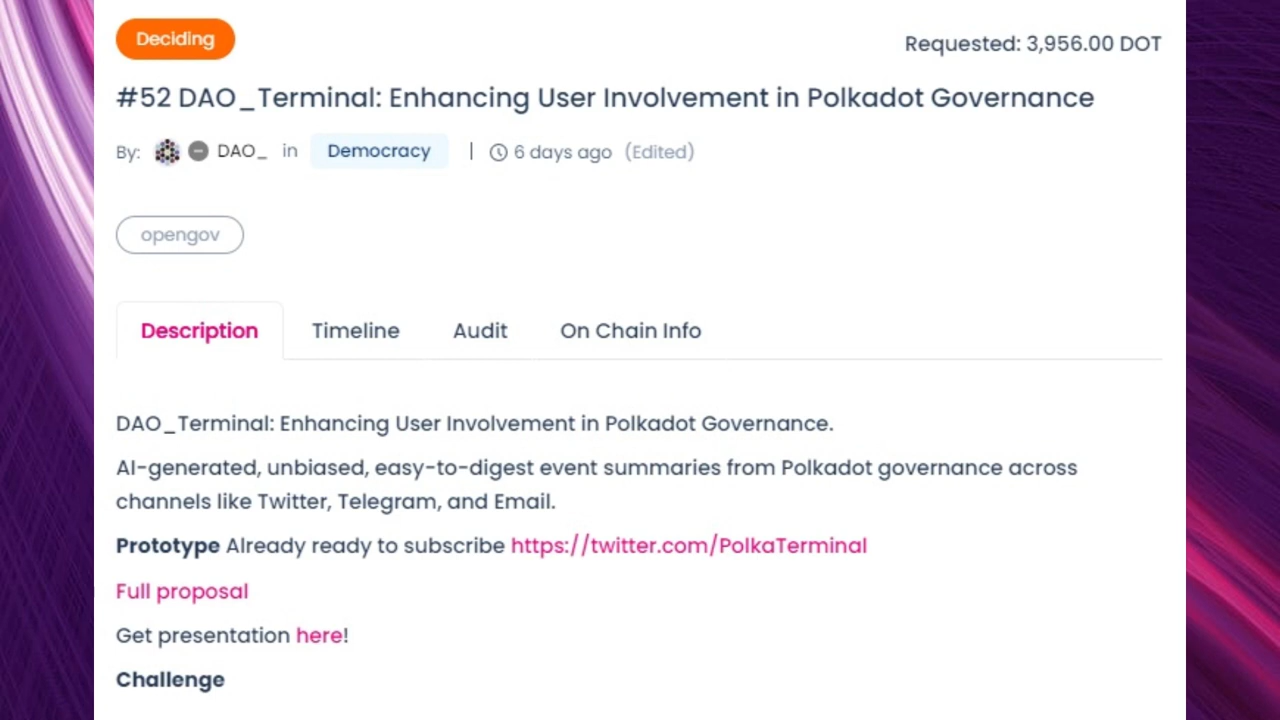 Deciding
Requested: 3,956.00 DOT
#52 DAO_Terminal: Enhancing User Involvement in Polkadot Governance
By: DAO_ in Democracy | 6 days ago (Edited)
opengov
Description Timeline Audit On Chain Info
DAO_Terminal: Enhancing User Involvement in Polkadot Governance.
AI-generated, unbiased, easy-to-digest event summaries from Polkadot governance across
channels like Twitter, Telegram, and Email.
Prototype Already ready to subscribe https://twitter.com/PolkaTerminal
Full proposal
Get presentation here!
Challenge